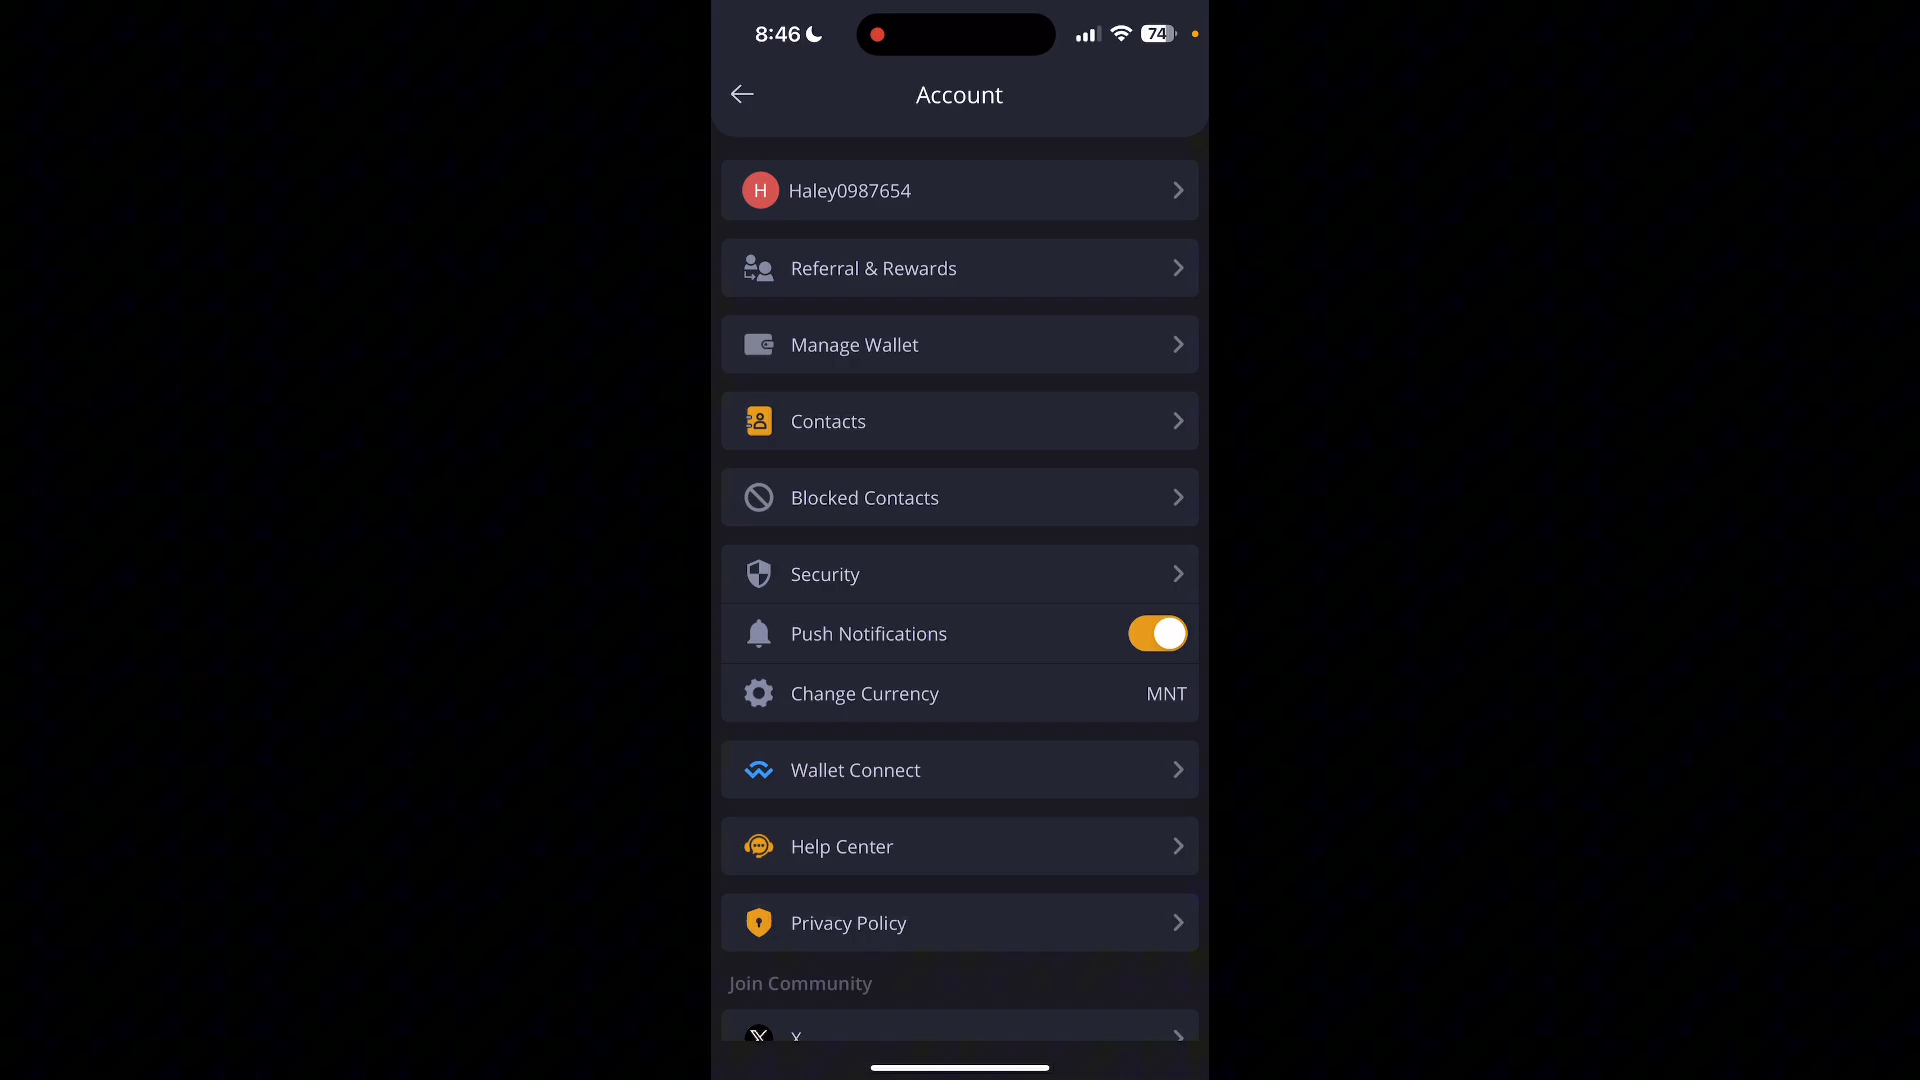 8:46
74
Account
H Haley0987654
Referral & Rewards
Manage Wallet
Contacts
Blocked Contacts
Security
Push Notifications
Change Currency MNT
Wallet Connect
Help Center
Privacy Policy
Join Community
X